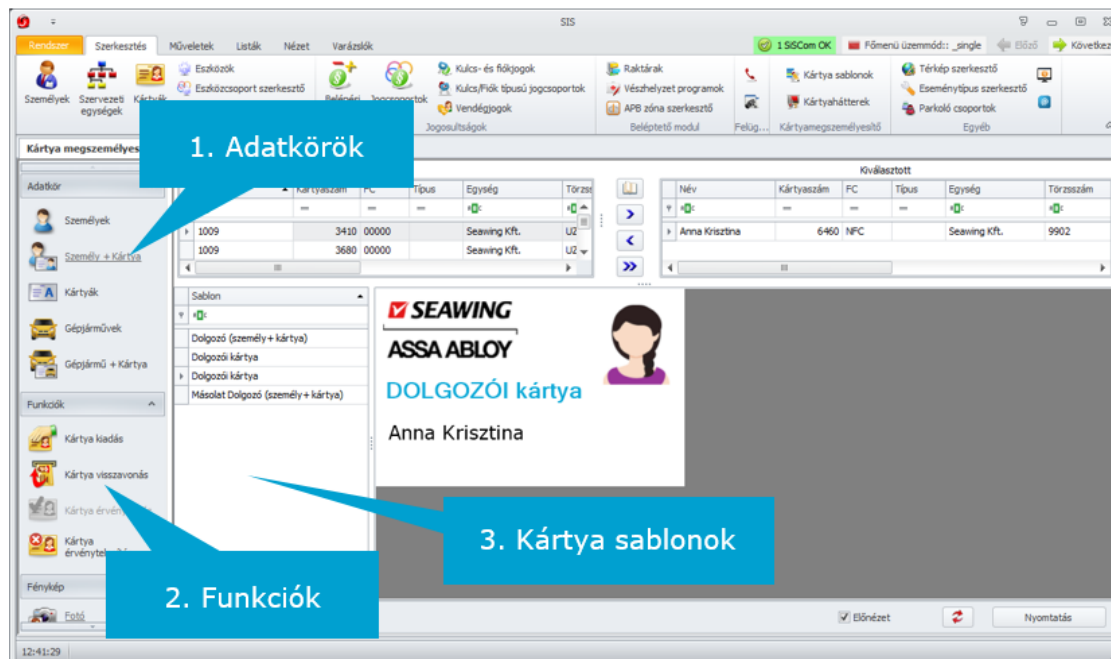 SIS
Rendszer Szerkesztés Műveletek Listák Nézet Varázslók
1 SiSCom OK Főmenü üzemmód:: _single Előző Következ
Személyek
Szervezeti egységek
Kártyák
Eszközök
Eszközcsoport szerkesztő
Jogcsoportok
Kulcs- és fiókjogok
Kulcs/Fiók típusú jogcsoportok
Vendégjogok
Jogosultságok
Raktárak
Vészhelyzet programok
APB zóna szerkesztő
Beléptető modul
Felüg...
Kártya sablonok
Kártyahátterek
Kártyamegszemélyesítő
Térkép szerkesztő
Eseménytípus szerkesztő
Parkoló csoportok
Egyéb
Kártya megszemélyes
1. Adatkörök
Adatkör
Személyek
Személy + Kártya
Kártyák
Gépjárművek
Gépjármű + Kártya
Funkciók
Kártya kiadás
Kártya visszavonás
Kártya
Kártya
Fénykép
Fotó
Kártyaszám FC Típus Egység Törzss
1009 3410 00000 Seawing Kft. U2
1009 3680 00000 Seawing Kft. U2
Kiválasztott
Név Kártyaszám FC Típus Egység Törzsszám
Anna Krisztina 6460 NFC Seawing Kft. 9902
Sablon
Dolgozó (személy+ kártya)
Dolgozói kártya
Dolgozói kártya
Másolat Dolgozó (személy+ kártya)
SEAWING
ASSA ABLOY
DOLGOZÓI kártya
Anna Krisztina
3. Kártya sablonok
2. Funkciók
Előnézet
Nyomtatás
12:41:29